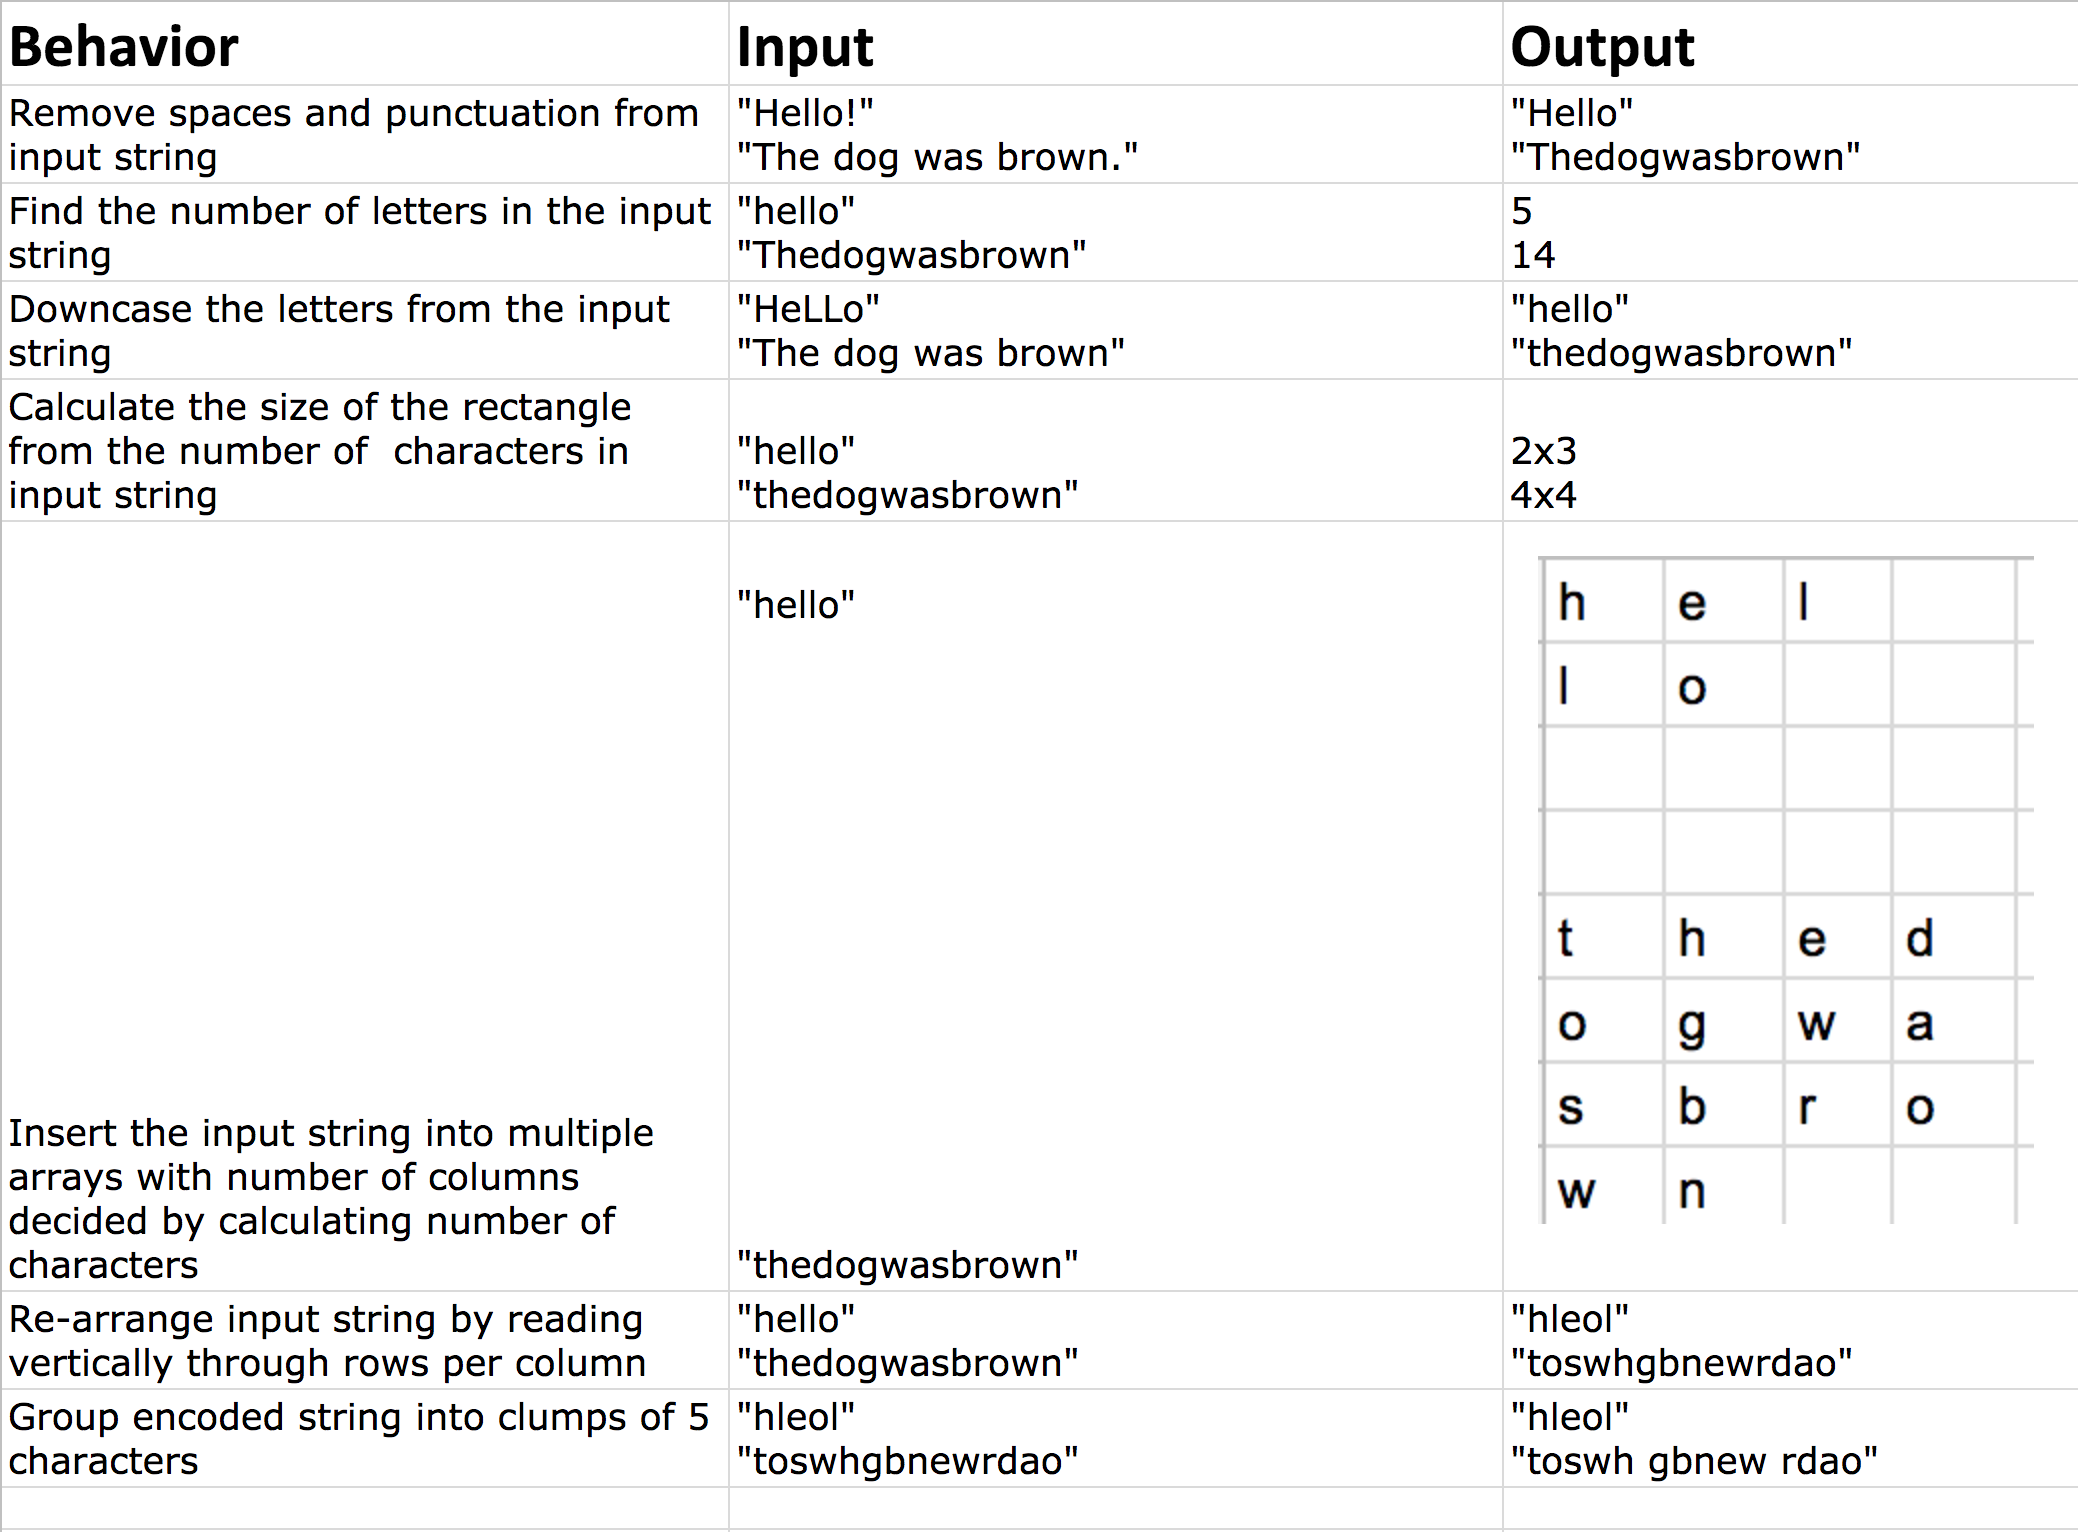 Behavior Input Output
Remove spaces and punctuation from
input string
"Hello!"
"The dog was brown."
"Hello"
"Thedogwasbrown"
Find the number of letters in the input
string
"hello"
"Thedogwasbrown"
5
14
Downcase the letters from the input
string
"HeLLo"
"The dog was brown"
"hello"
"thedogwasbrown"
Calculate the size of the rectangle
from the number of  characters in
input string
"hello"
"thedogwasbrown"
2x3
4x4
Insert the input string into multiple
arrays with number of columns
decided by calculating number of
characters
"hello"
"thedogwasbrown"
h e l
l o
t h e d
o g w a
s b r o
w n
Re-arrange input string by reading
vertically through rows per column
"hello"
"thedogwasbrown"
"hleol"
"toswhgbnewrdao"
Group encoded string into clumps of 5
characters
"hleol"
"toswhgbnewrdao"
"hleol"
"toswh gbnew rdao"